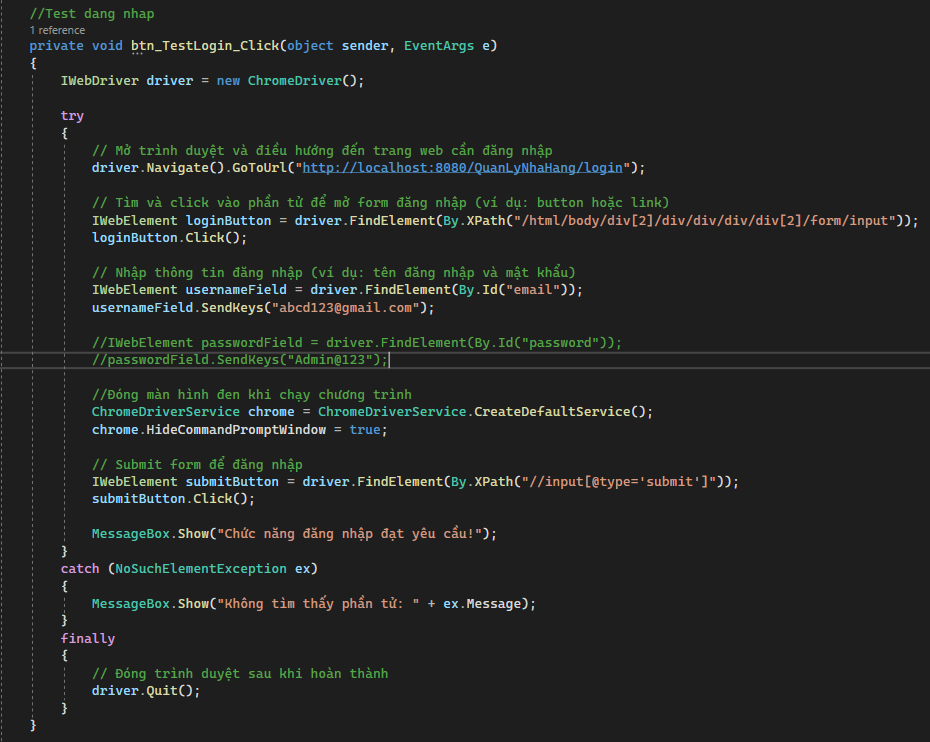 //Test dang nhap
1 reference
private void btn_TestLogin_Click(object sender, EventArgs e)
{
IWebDriver driver = new ChromeDriver();
try
{
// Mở trình duyệt và điều hướng đến trang web cần đăng nhập
driver.Navigate().GoToUrl("http://localhost:8080/QuanLyNhaHang/login");
// Tìm và click vào phần tử để mở form đăng nhập (ví dụ: button hoặc link)
IWebElement loginButton = driver.FindElement(By.XPath("/html/body/div[2]/div/div/div/div[2]/form/input"));
loginButton.Click();
// Nhập thông tin đăng nhập (ví dụ: tên đăng nhập và mật khẩu)
IWebElement usernameField = driver.FindElement(By.Id("email"));
usernameField.SendKeys("abcd123@gmail.com");
//IWebElement passwordField = driver.FindElement(By.Id("password"));
//passwordField.SendKeys("Admin@123");
//Đóng màn hình đen khi chạy chương trình
ChromeDriverService chrome = ChromeDriverService.CreateDefaultService();
chrome.HideCommandPromptWindow = true;
// Submit form để đăng nhập
IWebElement submitButton = driver.FindElement(By.XPath("//input[@type='submit']"));
submitButton.Click();
MessageBox.Show("Chức năng đăng nhập đạt yêu cầu!");
}
catch (NoSuchElementException ex)
{
MessageBox.Show("Không tìm thấy phần tử: " + ex.Message);
}
finally
{
// Đóng trình duyệt sau khi hoàn thành
driver.Quit();
}
}